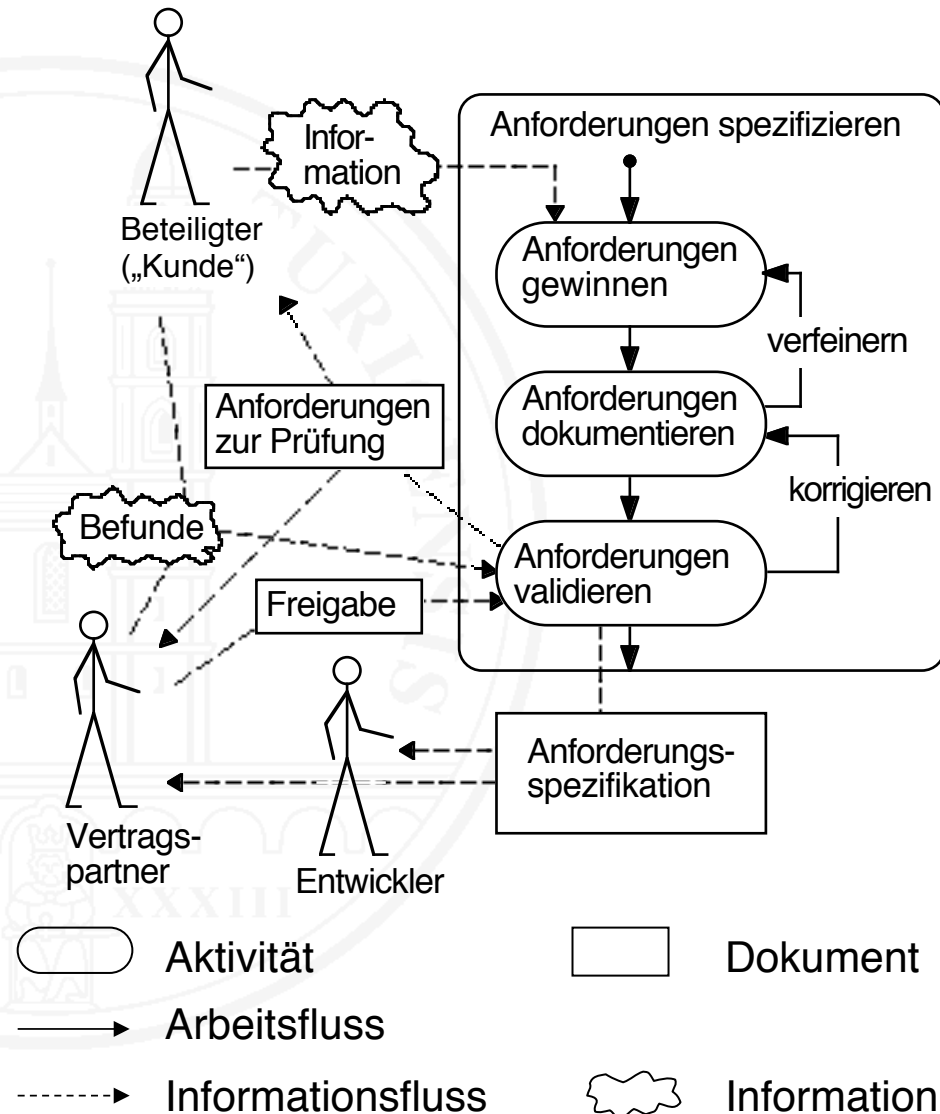 Anforderungen spezifizieren
Infor-
mation
Beteiligter
(„Kunde“)
Anforderungen
gewinnen
verfeinern
Anforderungen
zur Prüfung
Anforderungen
dokumentieren
korrigieren
Befunde
Anforderungen
validieren
Freigabe
Anforderungs-
spezifikation
Vertrags-
partner
Entwickler
XXXIII
Aktivität
Dokument
Arbeitsfluss
Informationsfluss
Information